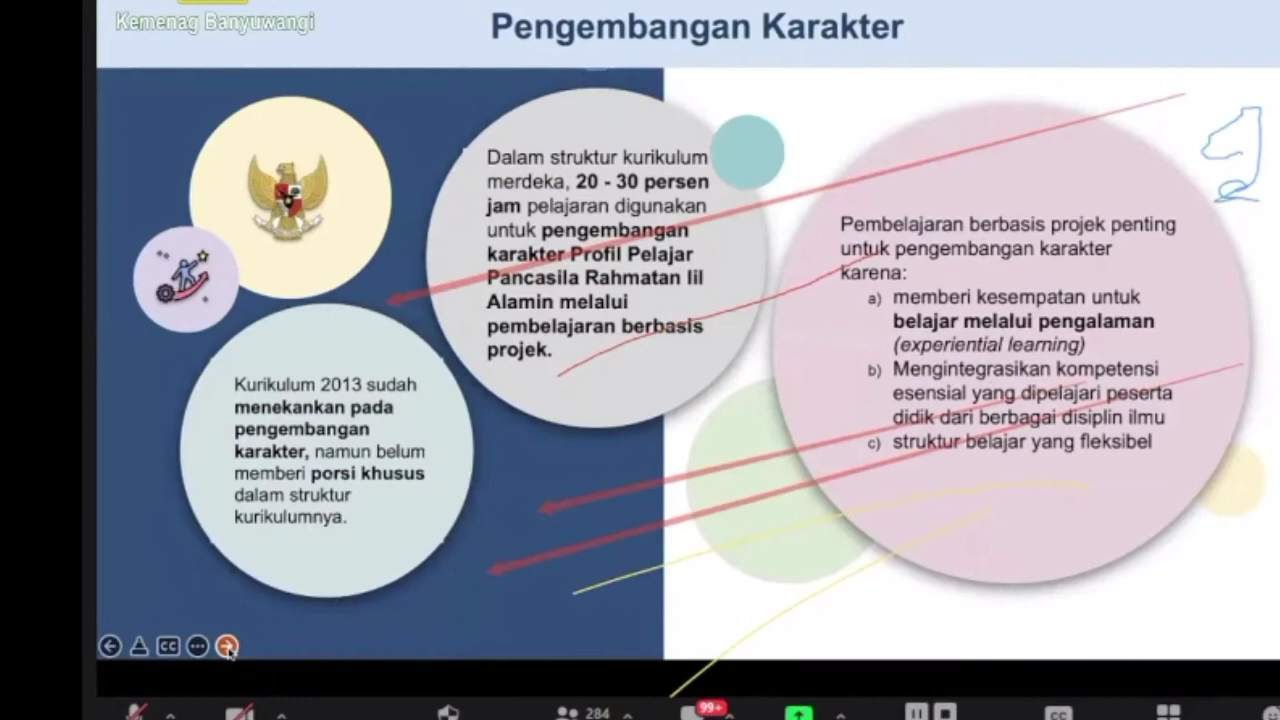 Kemenag Banyuwangi
Pengembangan Karakter
Dalam struktur kurikulum
merdeka, 20 - 30 persen
jam pelajaran digunakan
untuk pengembangan
karakter Profil Pelajar
Pancasila Rahmatan lil
Alamin melalui
pembelajaran berbasis
projek.
Kurikulum 2013 sudah
menekankan pada
pengembangan
karakter, namun belum
memberi porsi khusus
dalam struktur
kurikulumnya.
Pembelajaran berbasis projek penting
untuk pengembangan karakter
karena:
a) memberi kesempatan untuk
belajar melalui pengalaman
(experiential learning)
b) Mengintegrasikan kompetensi
esensial yang dipelajari peserta
didik dari berbagai disiplin ilmu
c) struktur belajar yang fleksibel
CC
284
99+
CC